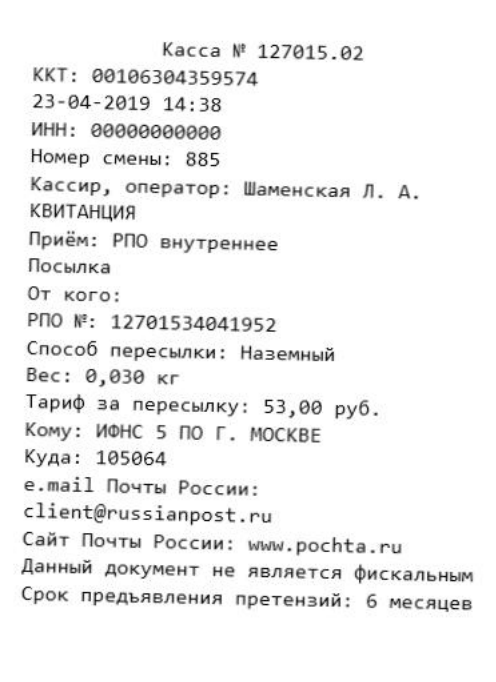 Касса № 127015.02
ККТ: 00106304359574
23-04-2019 14:38
ИНН: 00000000000
Номер смены: 885
Кассир, оператор: Шаменская Л. А.
КВИТАНЦИЯ
Приём: РПО внутреннее
Посылка
От кого:
РПО №: 12701534041952
Способ пересылки: Наземный
Вес: 0,030 кг
Тариф за пересылку: 53,00 руб.
Кому: ИФНС 5 ПО Г. МОСКВЕ
Куда: 105064
e.mail Почты России:
client@russianpost.ru
Сайт Почты России: www.pochta.ru
Данный документ не является фискальным
Срок предъявления претензий: 6 месяцев